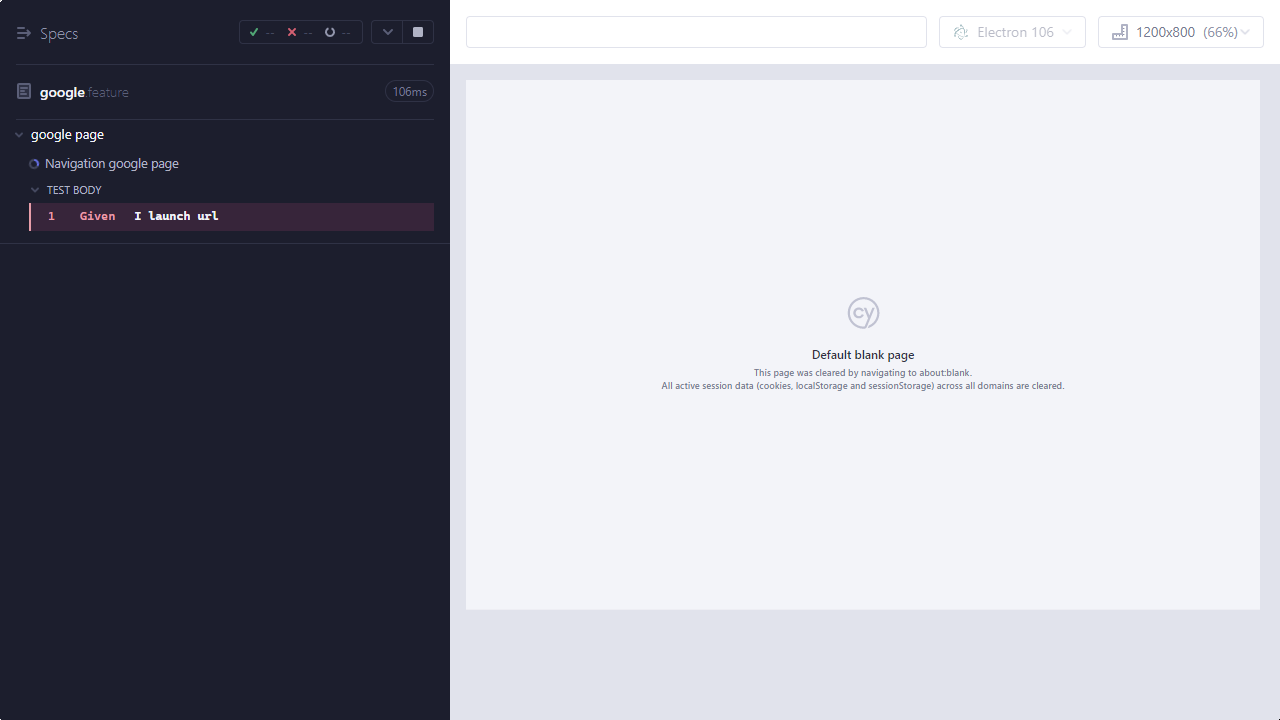 Specs
--
--
--
google.feature
106ms
google page
Navigation google page
TEST BODY
1 Given I launch url
Electron 106
1200x800 (66%)
cy
Default blank page
This page was cleared by navigating to about:blank.
All active session data (cookies, localStorage and sessionStorage) across all domains are cleared.